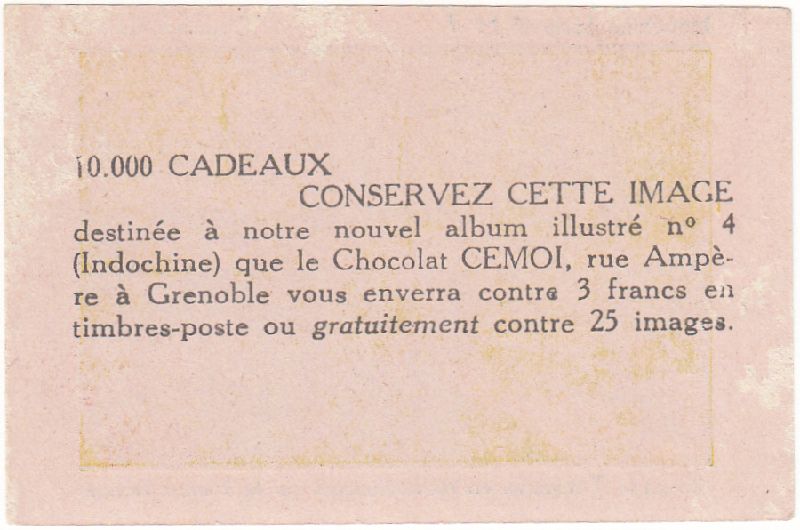 10.000 CADEAUX
CONSERVEZ CETTE IMAGE
destinée à notre nouvel album illustré nº 4
(Indochine) que le Chocolat CEMOI, rue Ampè-
re à Grenoble vous enverra contre 3 francs en
timbres-poste ou gratuitement contre 25 images.